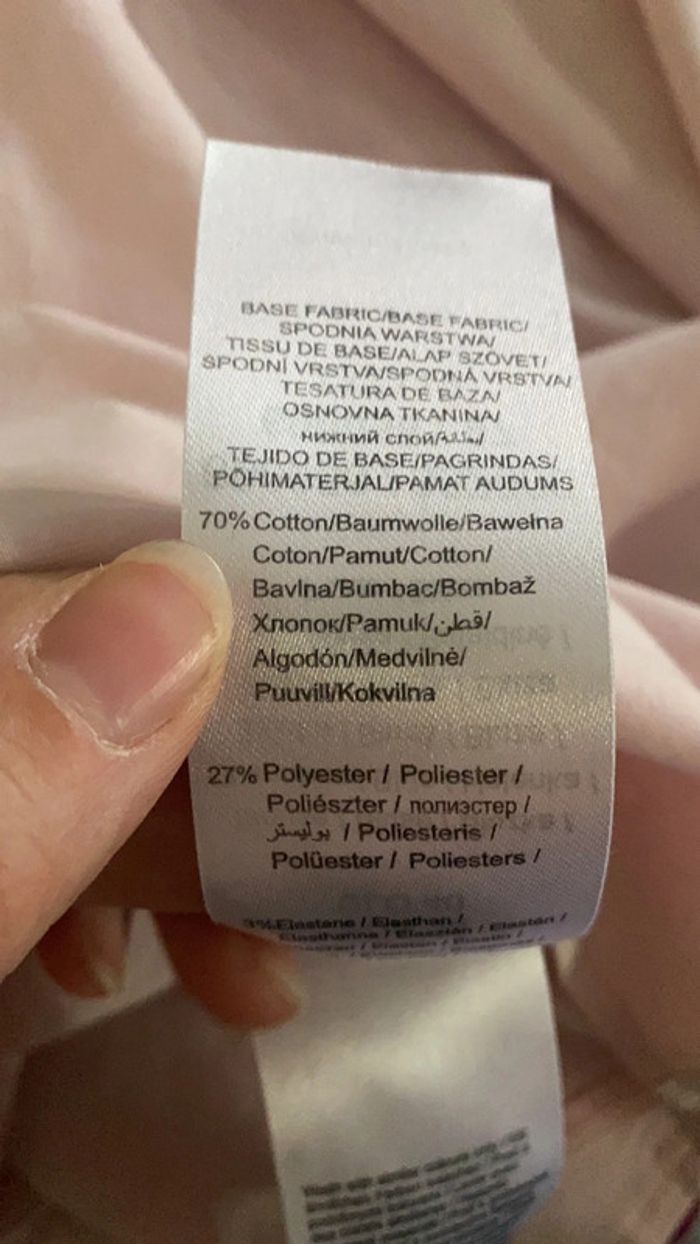 BASE FABRIC/BASE FABRIC/
SPODNIA WARSTWA/
TISSU DE BASE/ALAP SZÖVET/
SPODNÍ VRSTVA/SPODNÁ VRSTVA/
TESATURA DE BAZA/
OSNOVNA TKANINA/
нижний слой/
TEJIDO DE BASE/PAGRINDAS/
PÕHIMATERJAL/PAMAT AUDUMS
70% Cotton/Baumwolle/Bawełna
Coton/Pamut/Cotton/
Bavlna/Bumbac/Bombaž
Хлопок/Pamuk/قطن/
Algodón/Medvilnė/
Puuvill/Kokvilna
27% Polyester / Poliester /
Poliészter / полиэстер /
بوليستر / Poliesteris /
Polüester / Poliesters /
3% Elastane / Elasthan /
Elasthanne / Elasztán / Elastan /